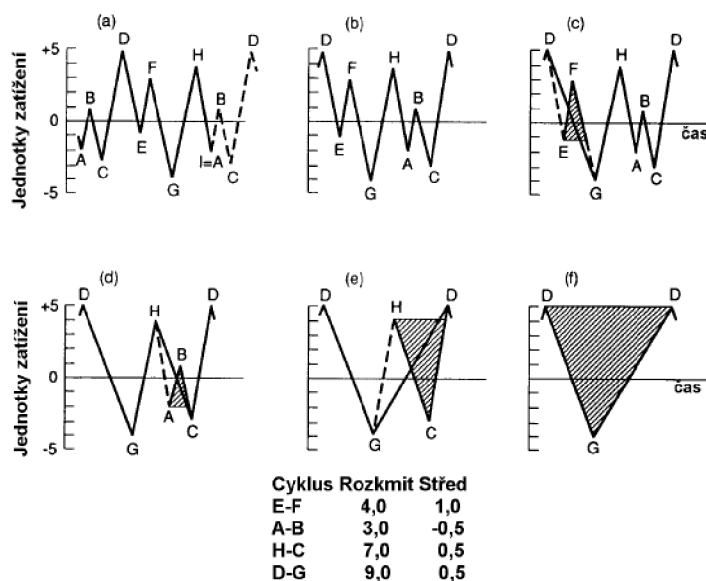 (a) (b) (c)
Jednotky zatížení
+5
0
-5
D F H D
B B
A E I=A
C G C
D H D
F B
E A
G C
D H D
F B
E A
G C
čas
(d) (e) (f)
Jednotky zatížení
+5
0
-5
D H D
B
A
G C
D H D
G C
D D
G
čas
Cyklus Rozkmit Střed
E-F 4,0 1,0
A-B 3,0 -0,5
H-C 7,0 0,5
D-G 9,0 0,5